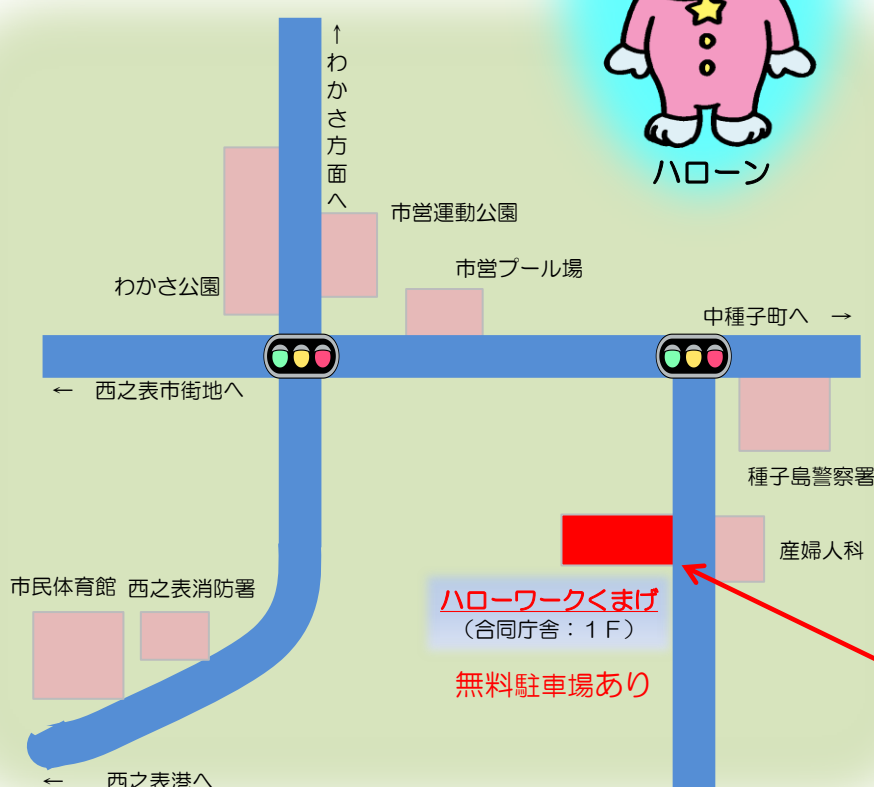 ↑わかさ方面へ
ハローン
市営運動公園
市営プール場
わかさ公園
中種子町へ →
← 西之表市街地へ
種子島警察署
産婦人科
市民体育館
西之表消防署
ハローワークくまげ
（合同庁舎：１Ｆ）
無料駐車場あり
← 西之表港へ